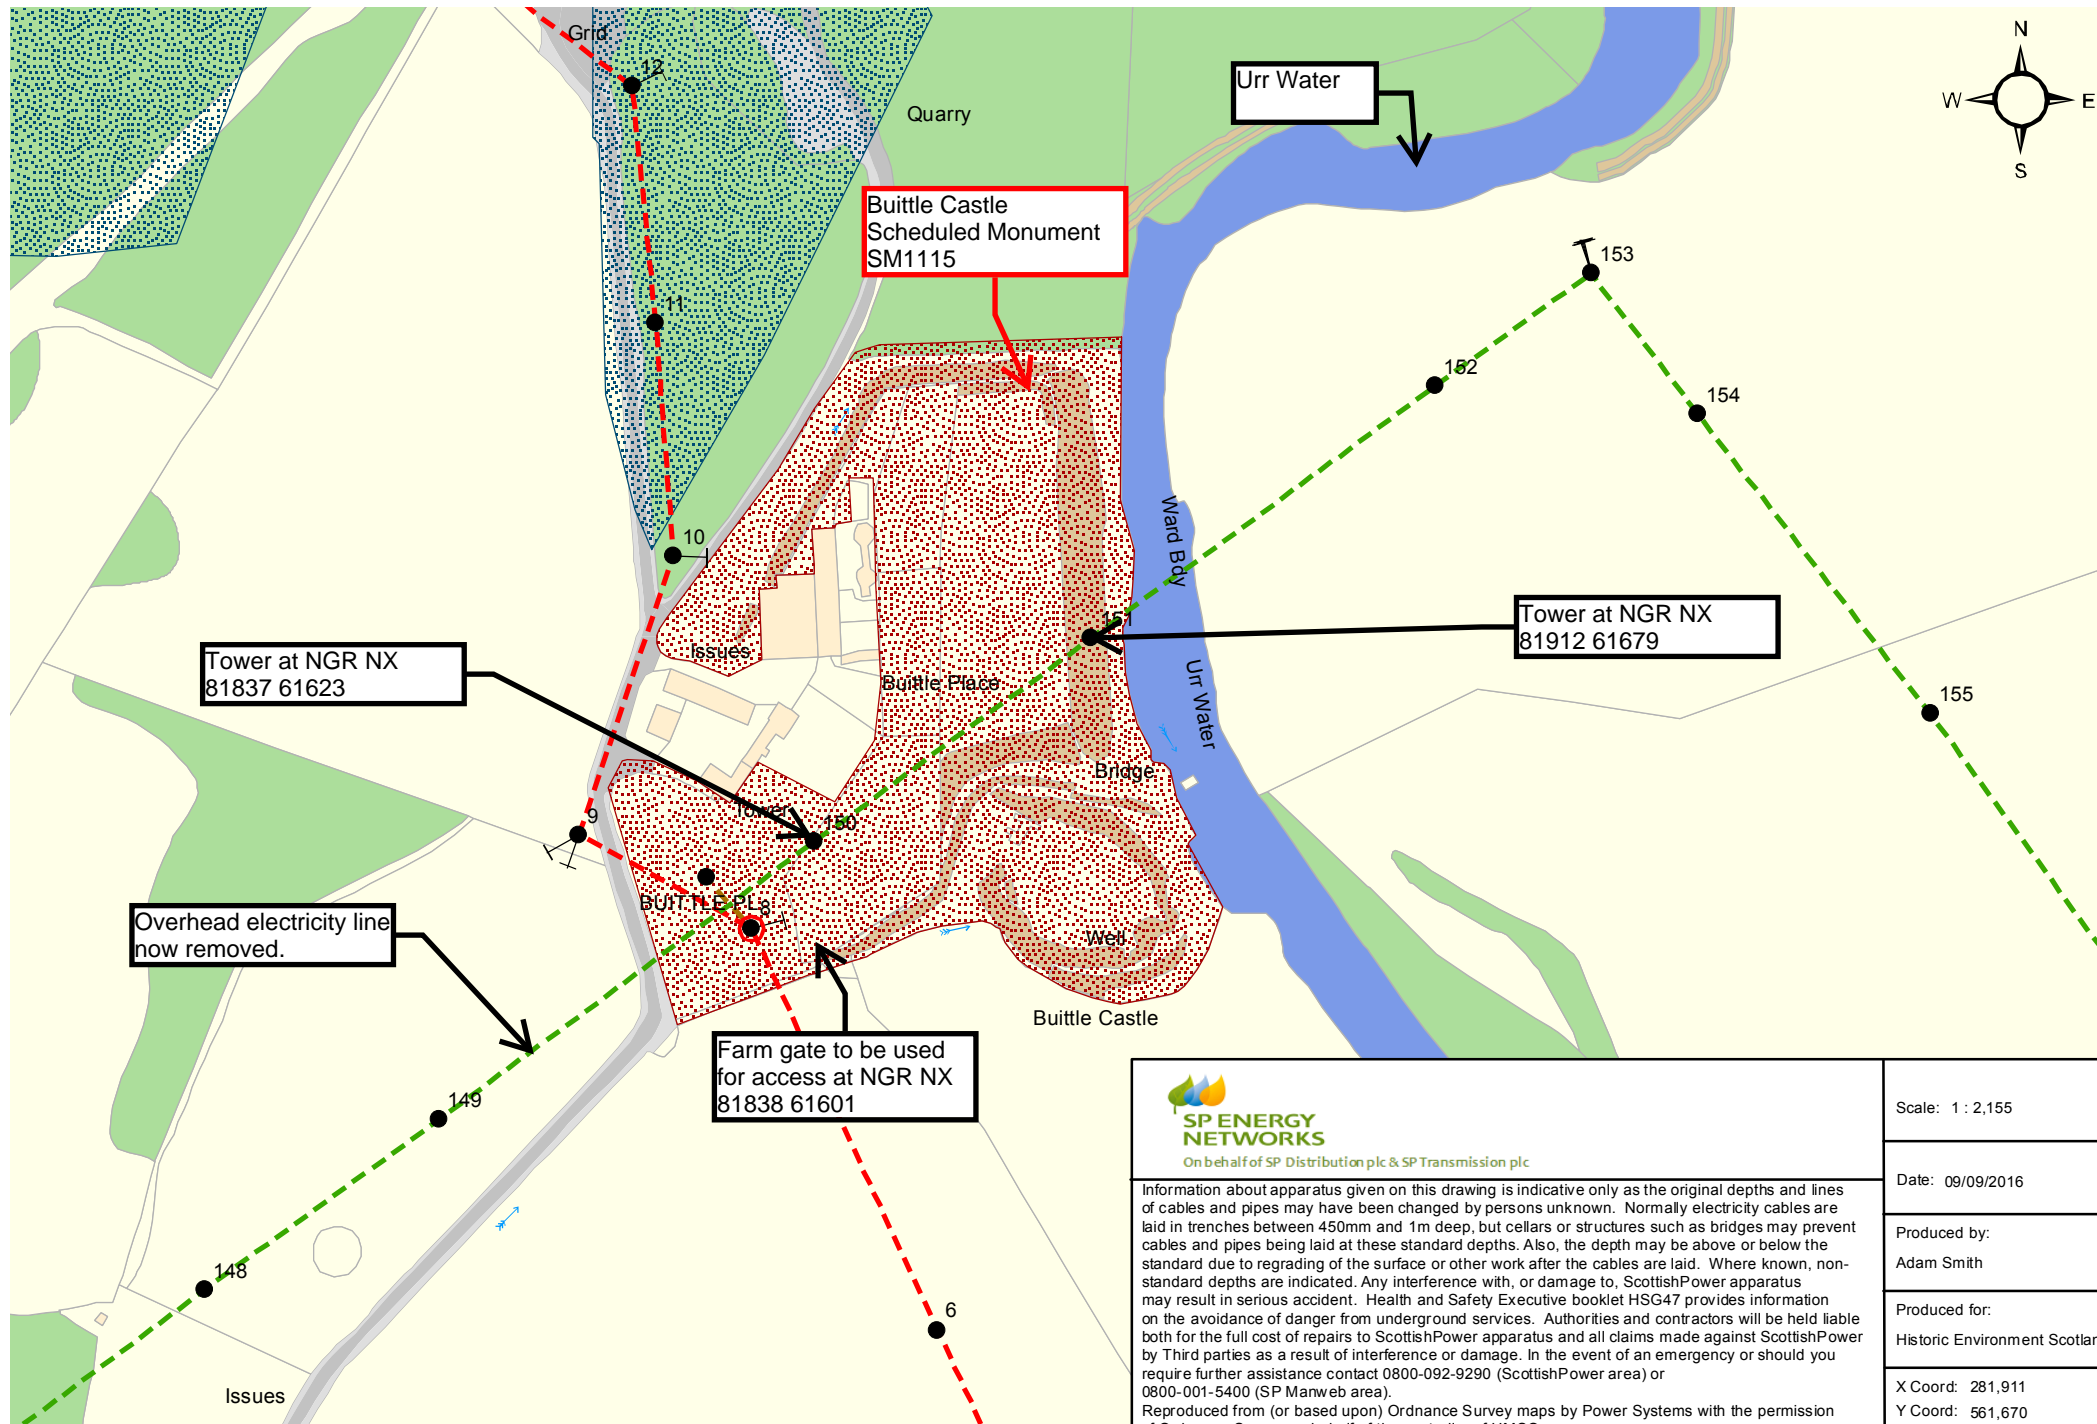 Grid
12
N
W E
S
Urr Water
Quarry
Buittle Castle
Scheduled Monument
SM1115
153
11
152
154
10
Ward Bdy
Tower at NGR NX
81912 61679
151
Issues
Tower at NGR NX
81837 61623
Buittle Place
Urr Water
155
Bridge
Tower
150
9
BUITTLE PL
8
Overhead electricity line
now removed.
Well
Buittle Castle
Farm gate to be used
for access at NGR NX
81838 61601
149
148
6
Issues
SP ENERGY
NETWORKS
On behalf of SP Distribution plc & SP Transmission plc
Information about apparatus given on this drawing is indicative only as the original depths and lines
of cables and pipes may have been changed by persons unknown. Normally electricity cables are
laid in trenches between 450mm and 1m deep, but cellars or structures such as bridges may prevent
cables and pipes being laid at these standard depths. Also, the depth may be above or below the
standard due to regrading of the surface or other work after the cables are laid. Where known, non-
standard depths are indicated. Any interference with, or damage to, ScottishPower apparatus
may result in serious accident. Health and Safety Executive booklet HSG47 provides information
on the avoidance of danger from underground services. Authorities and contractors will be held liable
both for the full cost of repairs to ScottishPower apparatus and all claims made against ScottishPower
by Third parties as a result of interference or damage. In the event of an emergency or should you
require further assistance contact 0800-092-9290 (ScottishPower area) or
0800-001-5400 (SP Manweb area).
Reproduced from (or based upon) Ordnance Survey maps by Power Systems with the permission
Scale: 1 : 2,155
Date: 09/09/2016
Produced by:
Adam Smith
Produced for:
Historic Environment Scotlan
X Coord: 281,911
Y Coord: 561,670